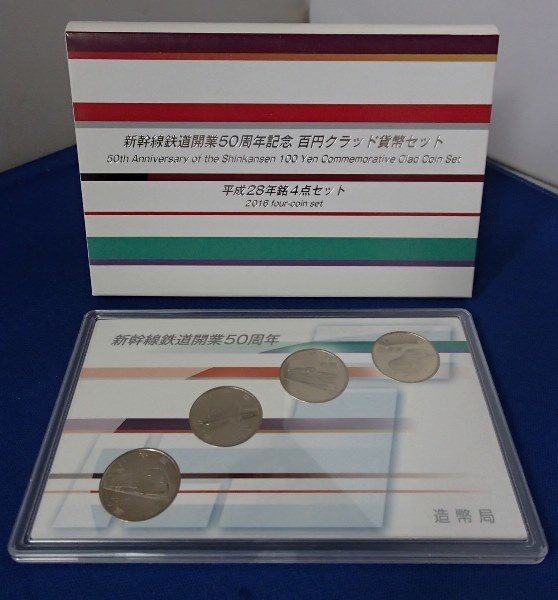 新幹線鉄道開業50周年記念 百円クラッド貨幣セット
50th Anniversary of the Shinkansen 100 Yen Commemorative Clad Coin Set
平成28年銘4点セット
2016 four-coin set
新幹線鉄道開業50周年
造幣局